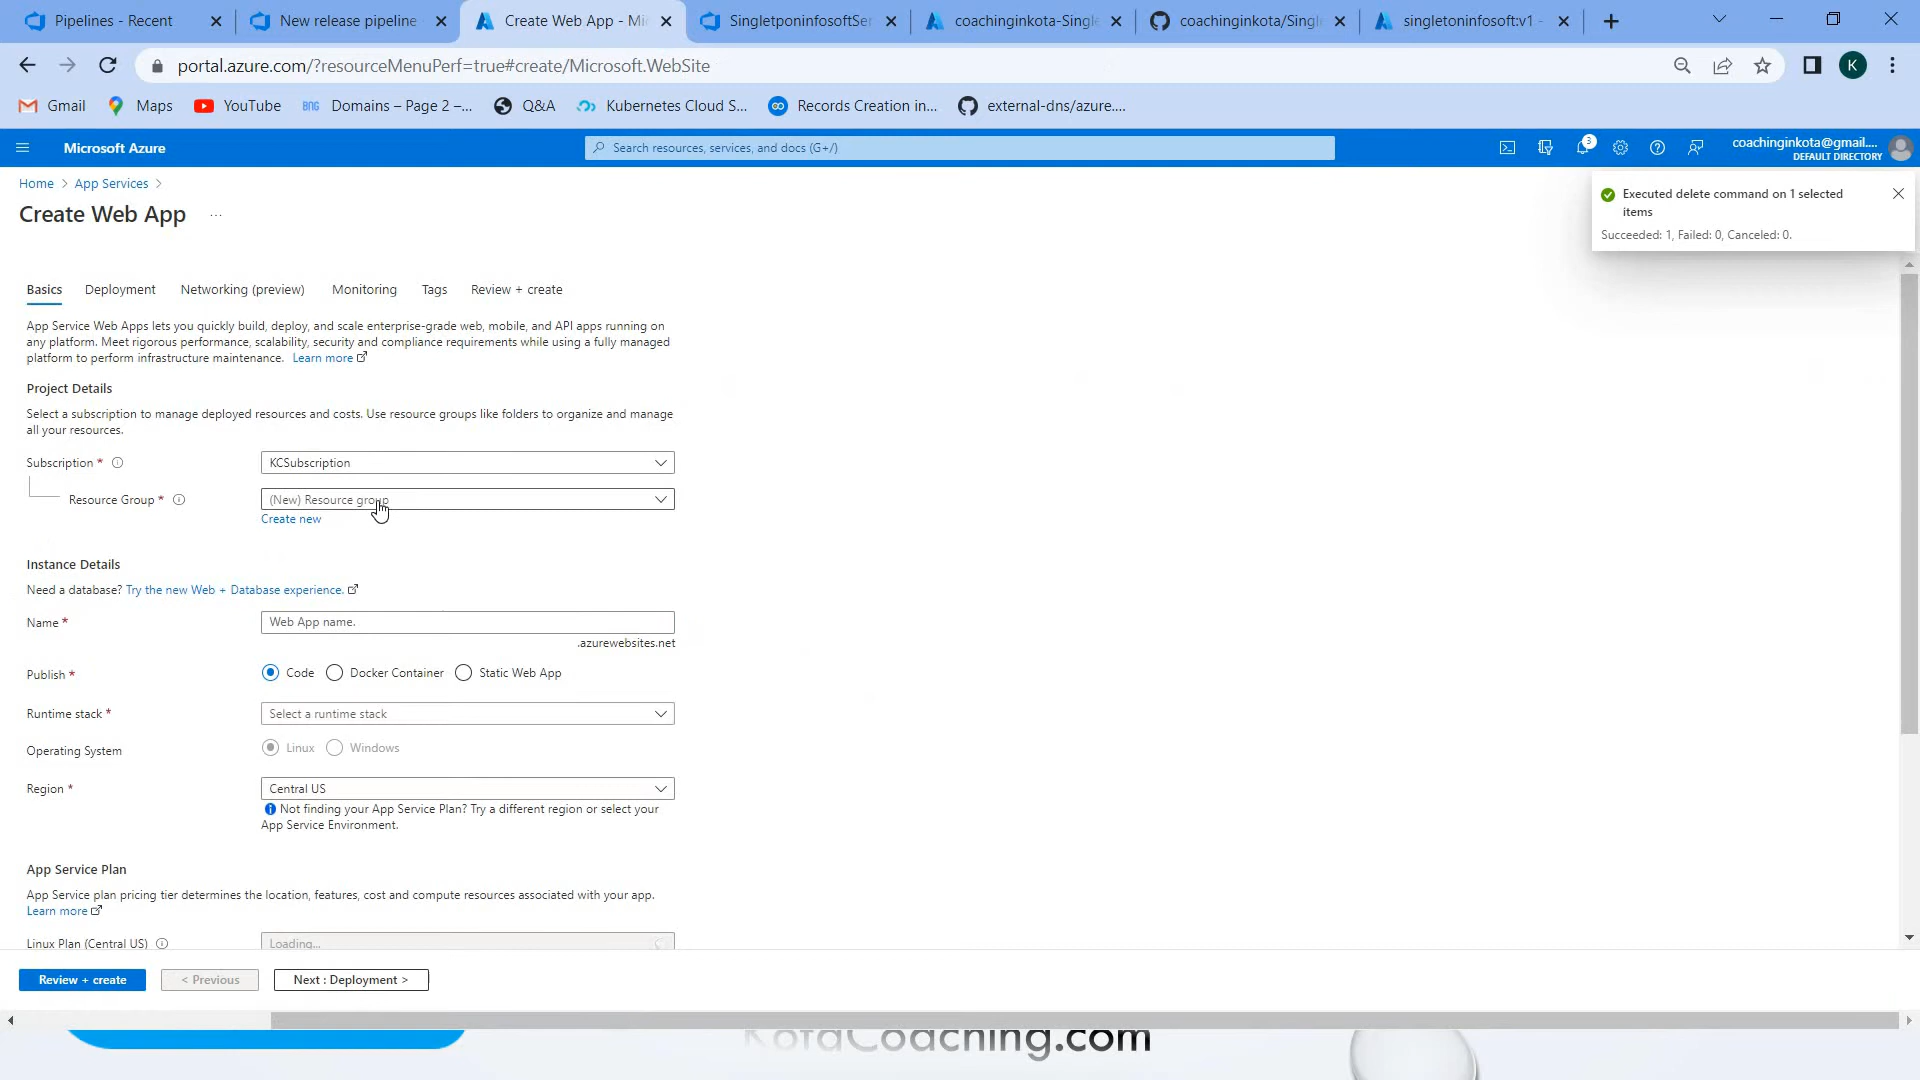 Pipelines - Recent
New release pipeline
Create Web App - Mi
SingletponinfosoftSer
coachinginkota-Single
coachinginkota/Single
singletoninfosoft:v1 -
portal.azure.com/?resourceMenuPerf=true#create/Microsoft.WebSite
K
Gmail
Maps
YouTube
Domains – Page 2 –...
Q&A
Kubernetes Cloud S...
Records Creation in...
external-dns/azure....
Microsoft Azure
Search resources, services, and docs (G+/)
3
coachinginkota@gmail....
DEFAULT DIRECTORY
Home > App Services >
Create Web App ...
Executed delete command on 1 selected
items
Succeeded: 1, Failed: 0, Canceled: 0.
Basics Deployment Networking (preview) Monitoring Tags Review + create
App Service Web Apps lets you quickly build, deploy, and scale enterprise-grade web, mobile, and API apps running on
any platform. Meet rigorous performance, scalability, security and compliance requirements while using a fully managed
platform to perform infrastructure maintenance. Learn more
Project Details
Select a subscription to manage deployed resources and costs. Use resource groups like folders to organize and manage
all your resources.
Subscription * KCSubscription
Resource Group * (New) Resource group
Create new
Instance Details
Need a database? Try the new Web + Database experience.
Name * Web App name.
.azurewebsites.net
Publish * Code Docker Container Static Web App
Runtime stack * Select a runtime stack
Operating System Linux Windows
Region * Central US
Not finding your App Service Plan? Try a different region or select your
App Service Environment.
App Service Plan
App Service plan pricing tier determines the location, features, cost and compute resources associated with your app.
Learn more
Linux Plan (Central US) Loading...
Review + create < Previous Next : Deployment >
KotaCoaching.com